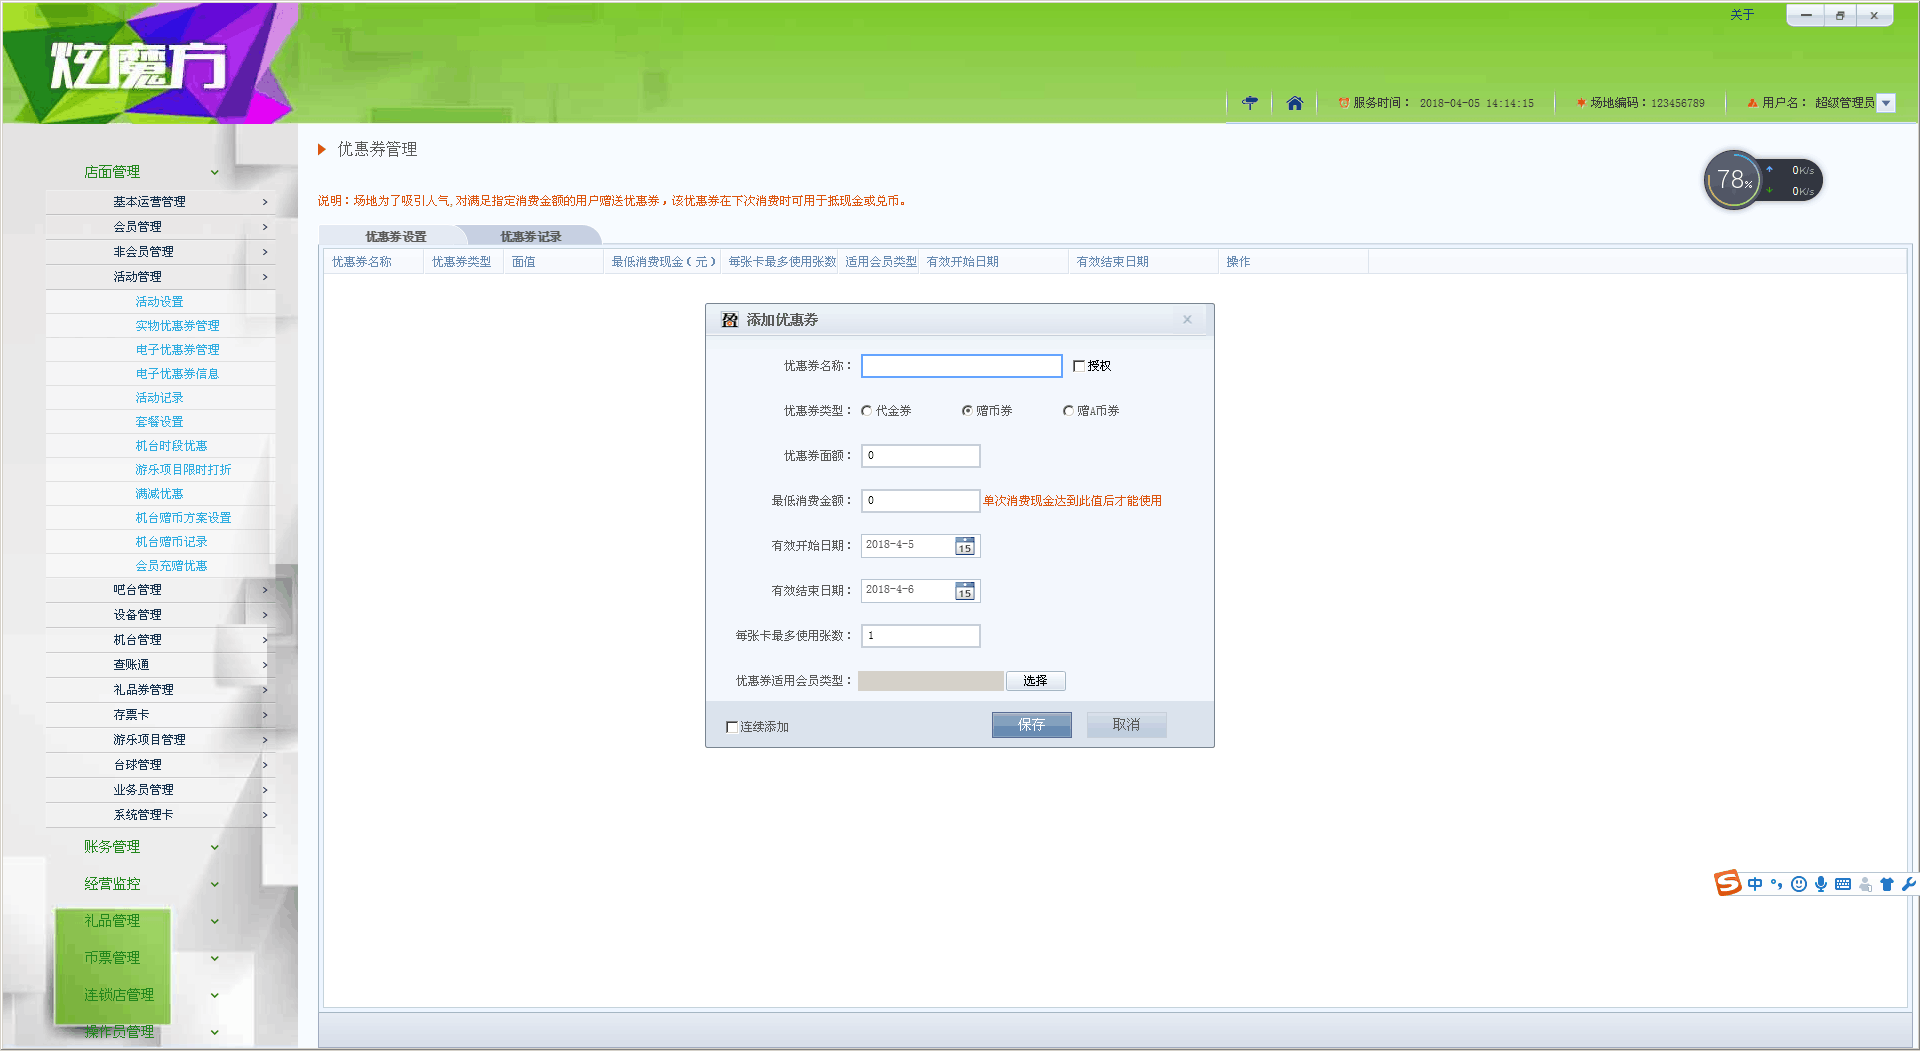 关于
炫魔方
服务时间： 2018-04-05 14:14:15
场地编码：123456789
用户名： 超级管理员
店面管理
基本运营管理
会员管理
非会员管理
活动管理
活动设置
实物优惠券管理
电子优惠券管理
电子优惠券信息
活动记录
套餐设置
机台时段优惠
游乐项目限时打折
满减优惠
机台赠币方案设置
机台赠币记录
会员充赠优惠
吧台管理
设备管理
机台管理
查账通
礼品券管理
存票卡
游乐项目管理
台球管理
业务员管理
系统管理卡
账务管理
经营监控
礼品管理
币票管理
连锁店管理
操作员管理
优惠券管理
78%
0K/s
0K/s
说明：场地为了吸引人气,对满足指定消费金额的用户赠送优惠券，该优惠券在下次消费时可用于抵现金或兑币。
优惠券设置 优惠券记录
优惠券名称 优惠券类型 面值 最低消费现金（元） 每张卡最多使用张数 适用会员类型 有效开始日期 有效结束日期 操作
添加优惠券
优惠券名称： 授权
优惠券类型： 代金券 赠币券 赠A币券
优惠券面额： 0
最低消费金额： 0 单次消费现金达到此值后才能使用
有效开始日期： 2018-4-5 15
有效结束日期： 2018-4-6 15
每张卡最多使用张数： 1
优惠券适用会员类型： 选择
连续添加 保存 取消
S 中